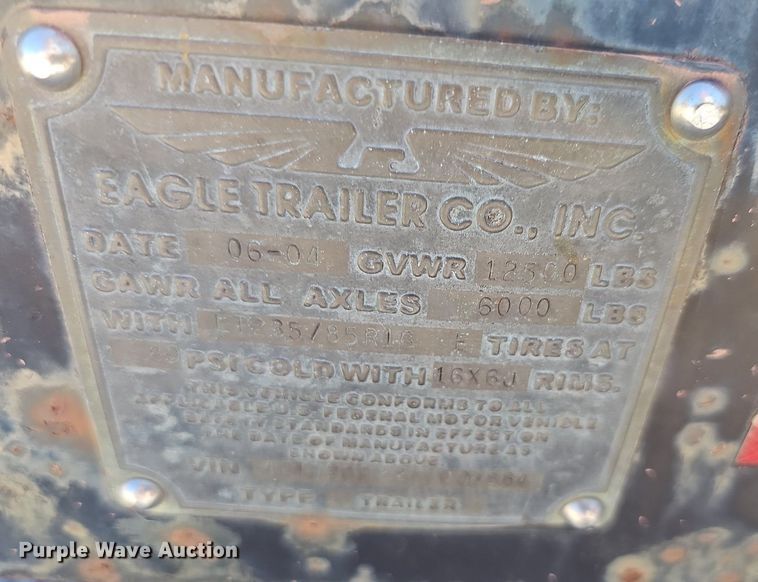 MANUFACTURED BY:
EAGLE TRAILER CO., INC.
DATE 06-04 GVWR LBS
GAWR ALL AXLES 6000 LBS
WITH E TIRES AT
PSI COLD WITH 16X6J RIMS.
THIS VEHICLE CONFORMS TO ALL
APPLICABLE U.S. FEDERAL MOTOR VEHICLE
SAFETY STANDARDS IN EFFECT ON
THE DATE OF MANUFACTURE AS
SHOWN ABOVE
VIN
TYPE TRAILER
Purple Wave Auction